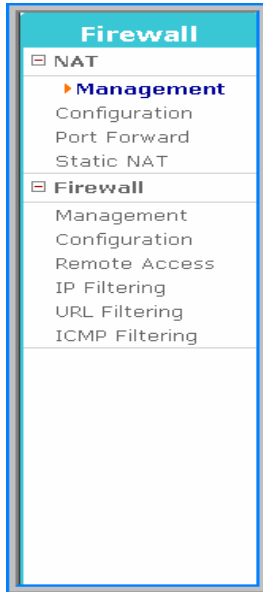 Firewall
NAT
Management
Configuration
Port Forward
Static NAT
Firewall
Management
Configuration
Remote Access
IP Filtering
URL Filtering
ICMP Filtering